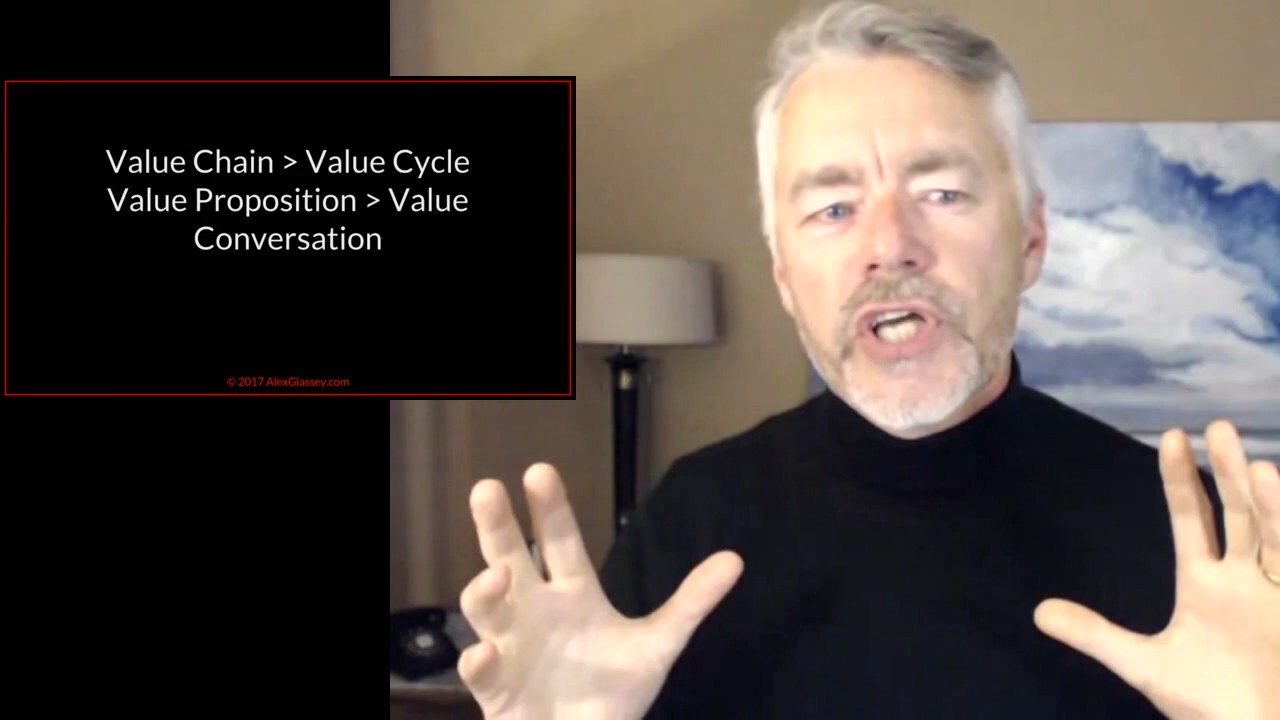 Value Chain > Value Cycle
Value Proposition > Value
Conversation
© 2017 AlexGlassey.com